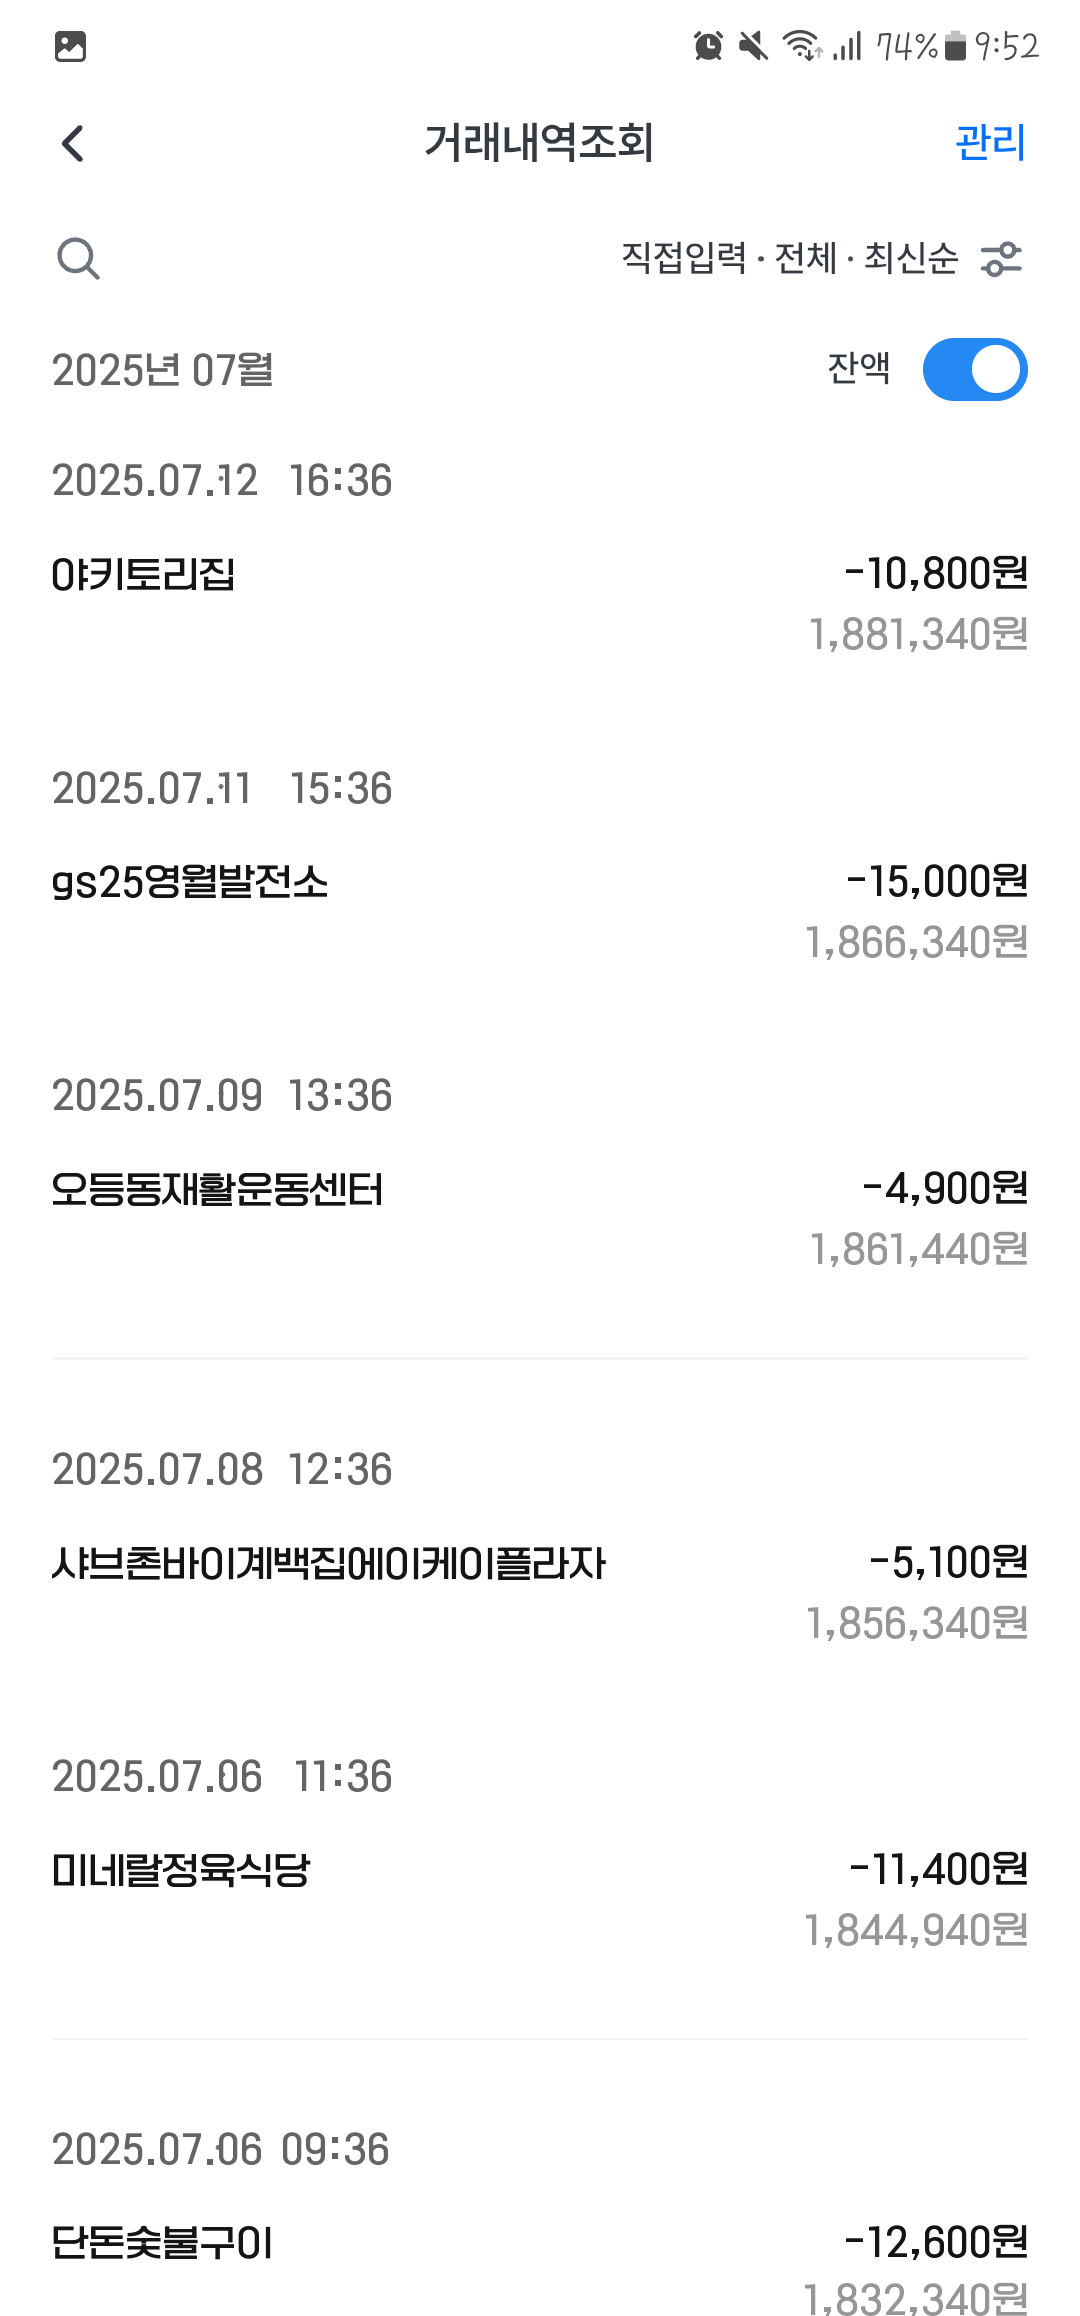 74% 9:52
거래내역조회 관리
직접입력 · 전체 · 최신순
2025년 07월 잔액
2025.07.12 16:36
야키토리집 -10,800원
1,881,340원
2025.07.11 15:36
gs25영월발전소 -15,000원
1,866,340원
2025.07.09 13:36
오등동재활운동센터 -4,900원
1,861,440원
2025.07.08 12:36
샤브촌바이계백집에이케이플라자 -5,100원
1,856,340원
2025.07.06 11:36
미네랄정육식당 -11,400원
1,844,940원
2025.07.06 09:36
단돈숯불구이 -12,600원
1,832,340원